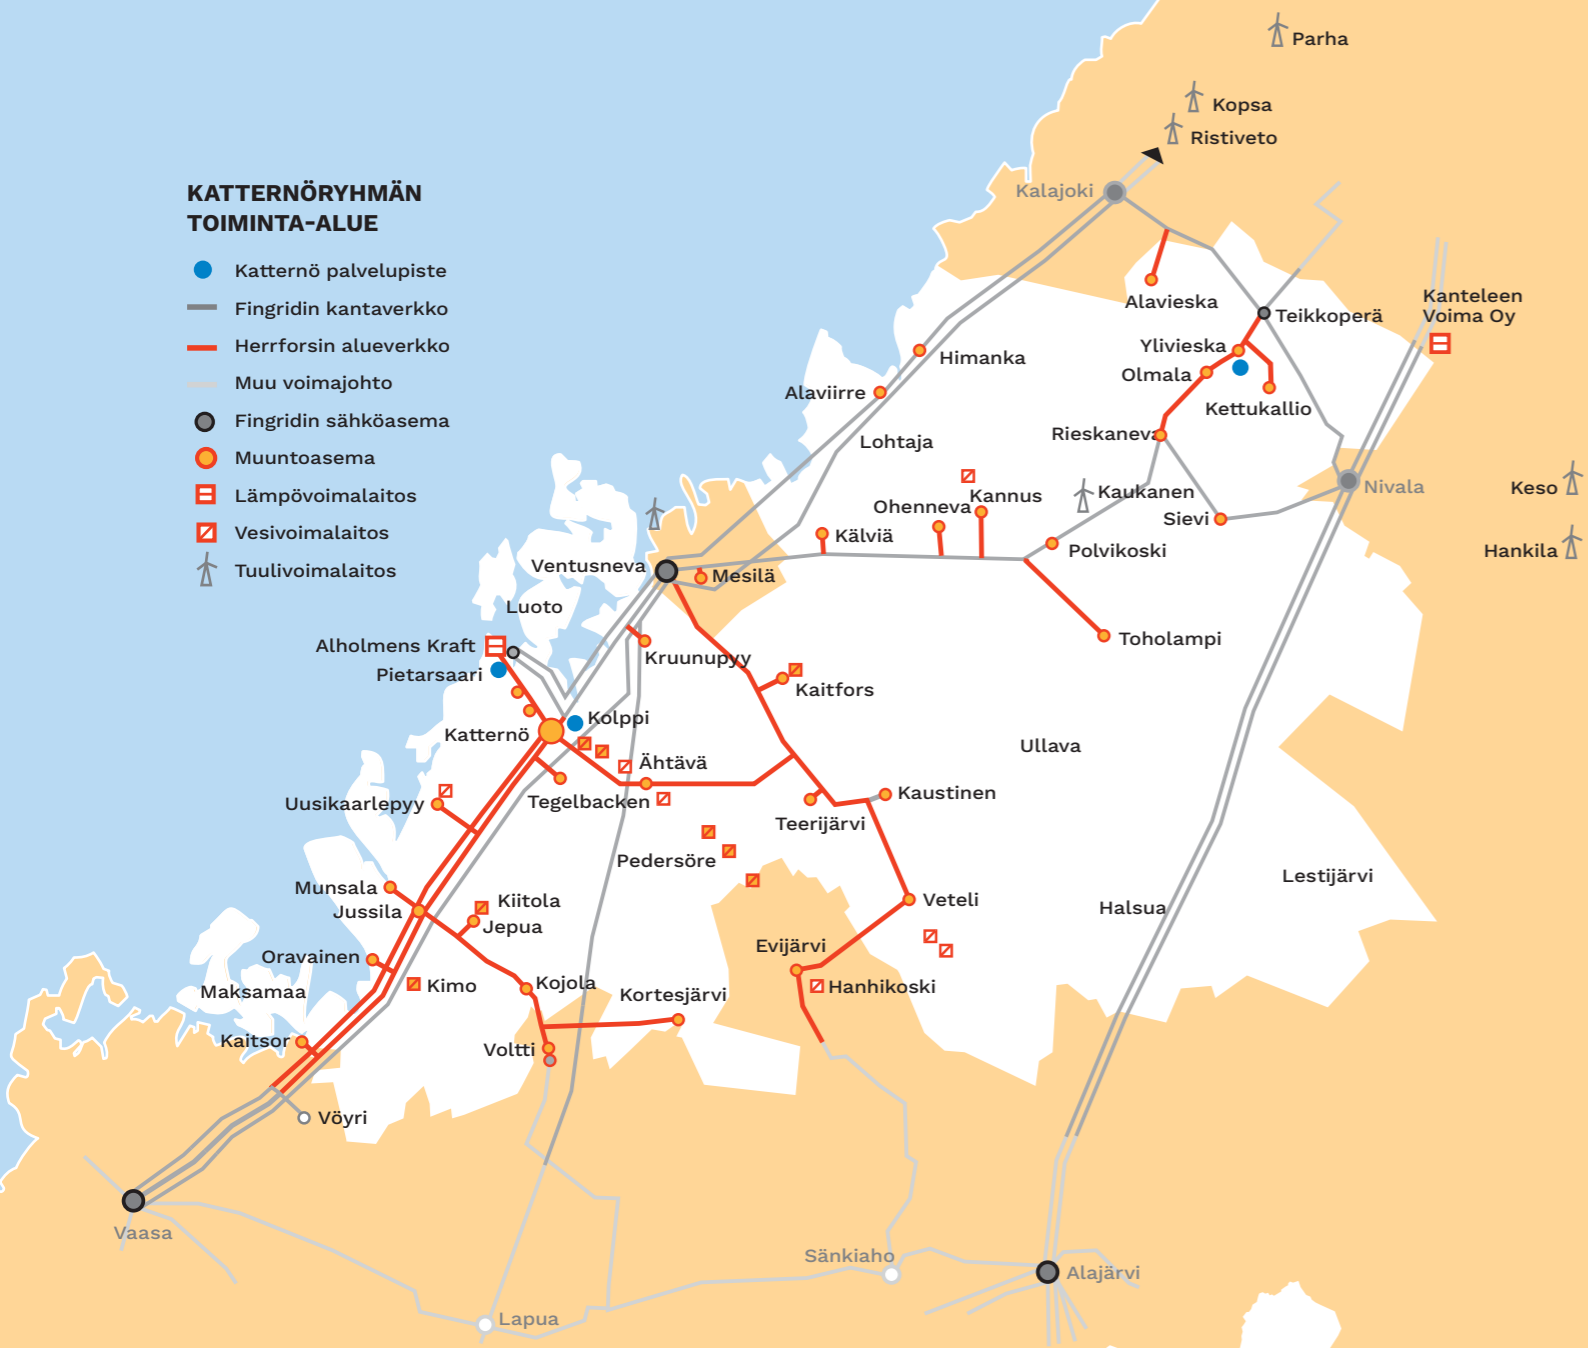 Parha
Kopsa
Ristiveto
Kalajoki
KATTERNÖRYHMÄN
TOIMINTA-ALUE
Katternö palvelupiste
Fingridin kantaverkko
Herrforsin alueverkko
Muu voimajohto
Fingridin sähköasema
Muuntoasema
Lämpövoimalaitos
Vesivoimalaitos
Tuulivoimalaitos
Alavieska
Teikkoperä
Kanteleen
Voima Oy
Ylivieska
Olmala
Kettukallio
Himanka
Alaviirre
Lohtaja
Rieskaneva
Nivala
Keso
Hankila
Kannus
Kaukanen
Ohenneva
Sievi
Kälviä
Polvikoski
Ventusneva
Mesilä
Luoto
Toholampi
Alholmens Kraft
Pietarsaari
Kruunupyy
Kaitfors
Kolppi
Katternö
Ullava
Ähtävä
Tegelbacken
Kaustinen
Uusikaarlepyy
Teerijärvi
Pedersöre
Lestijärvi
Munsala
Jussila
Kiitola
Jepua
Veteli
Halsua
Evijärvi
Oravainen
Maksamaa
Kimo
Kojola
Kortesjärvi
Hanhikoski
Kaitsor
Voltti
Vöyri
Vaasa
Sänkiaho
Alajärvi
Lapua